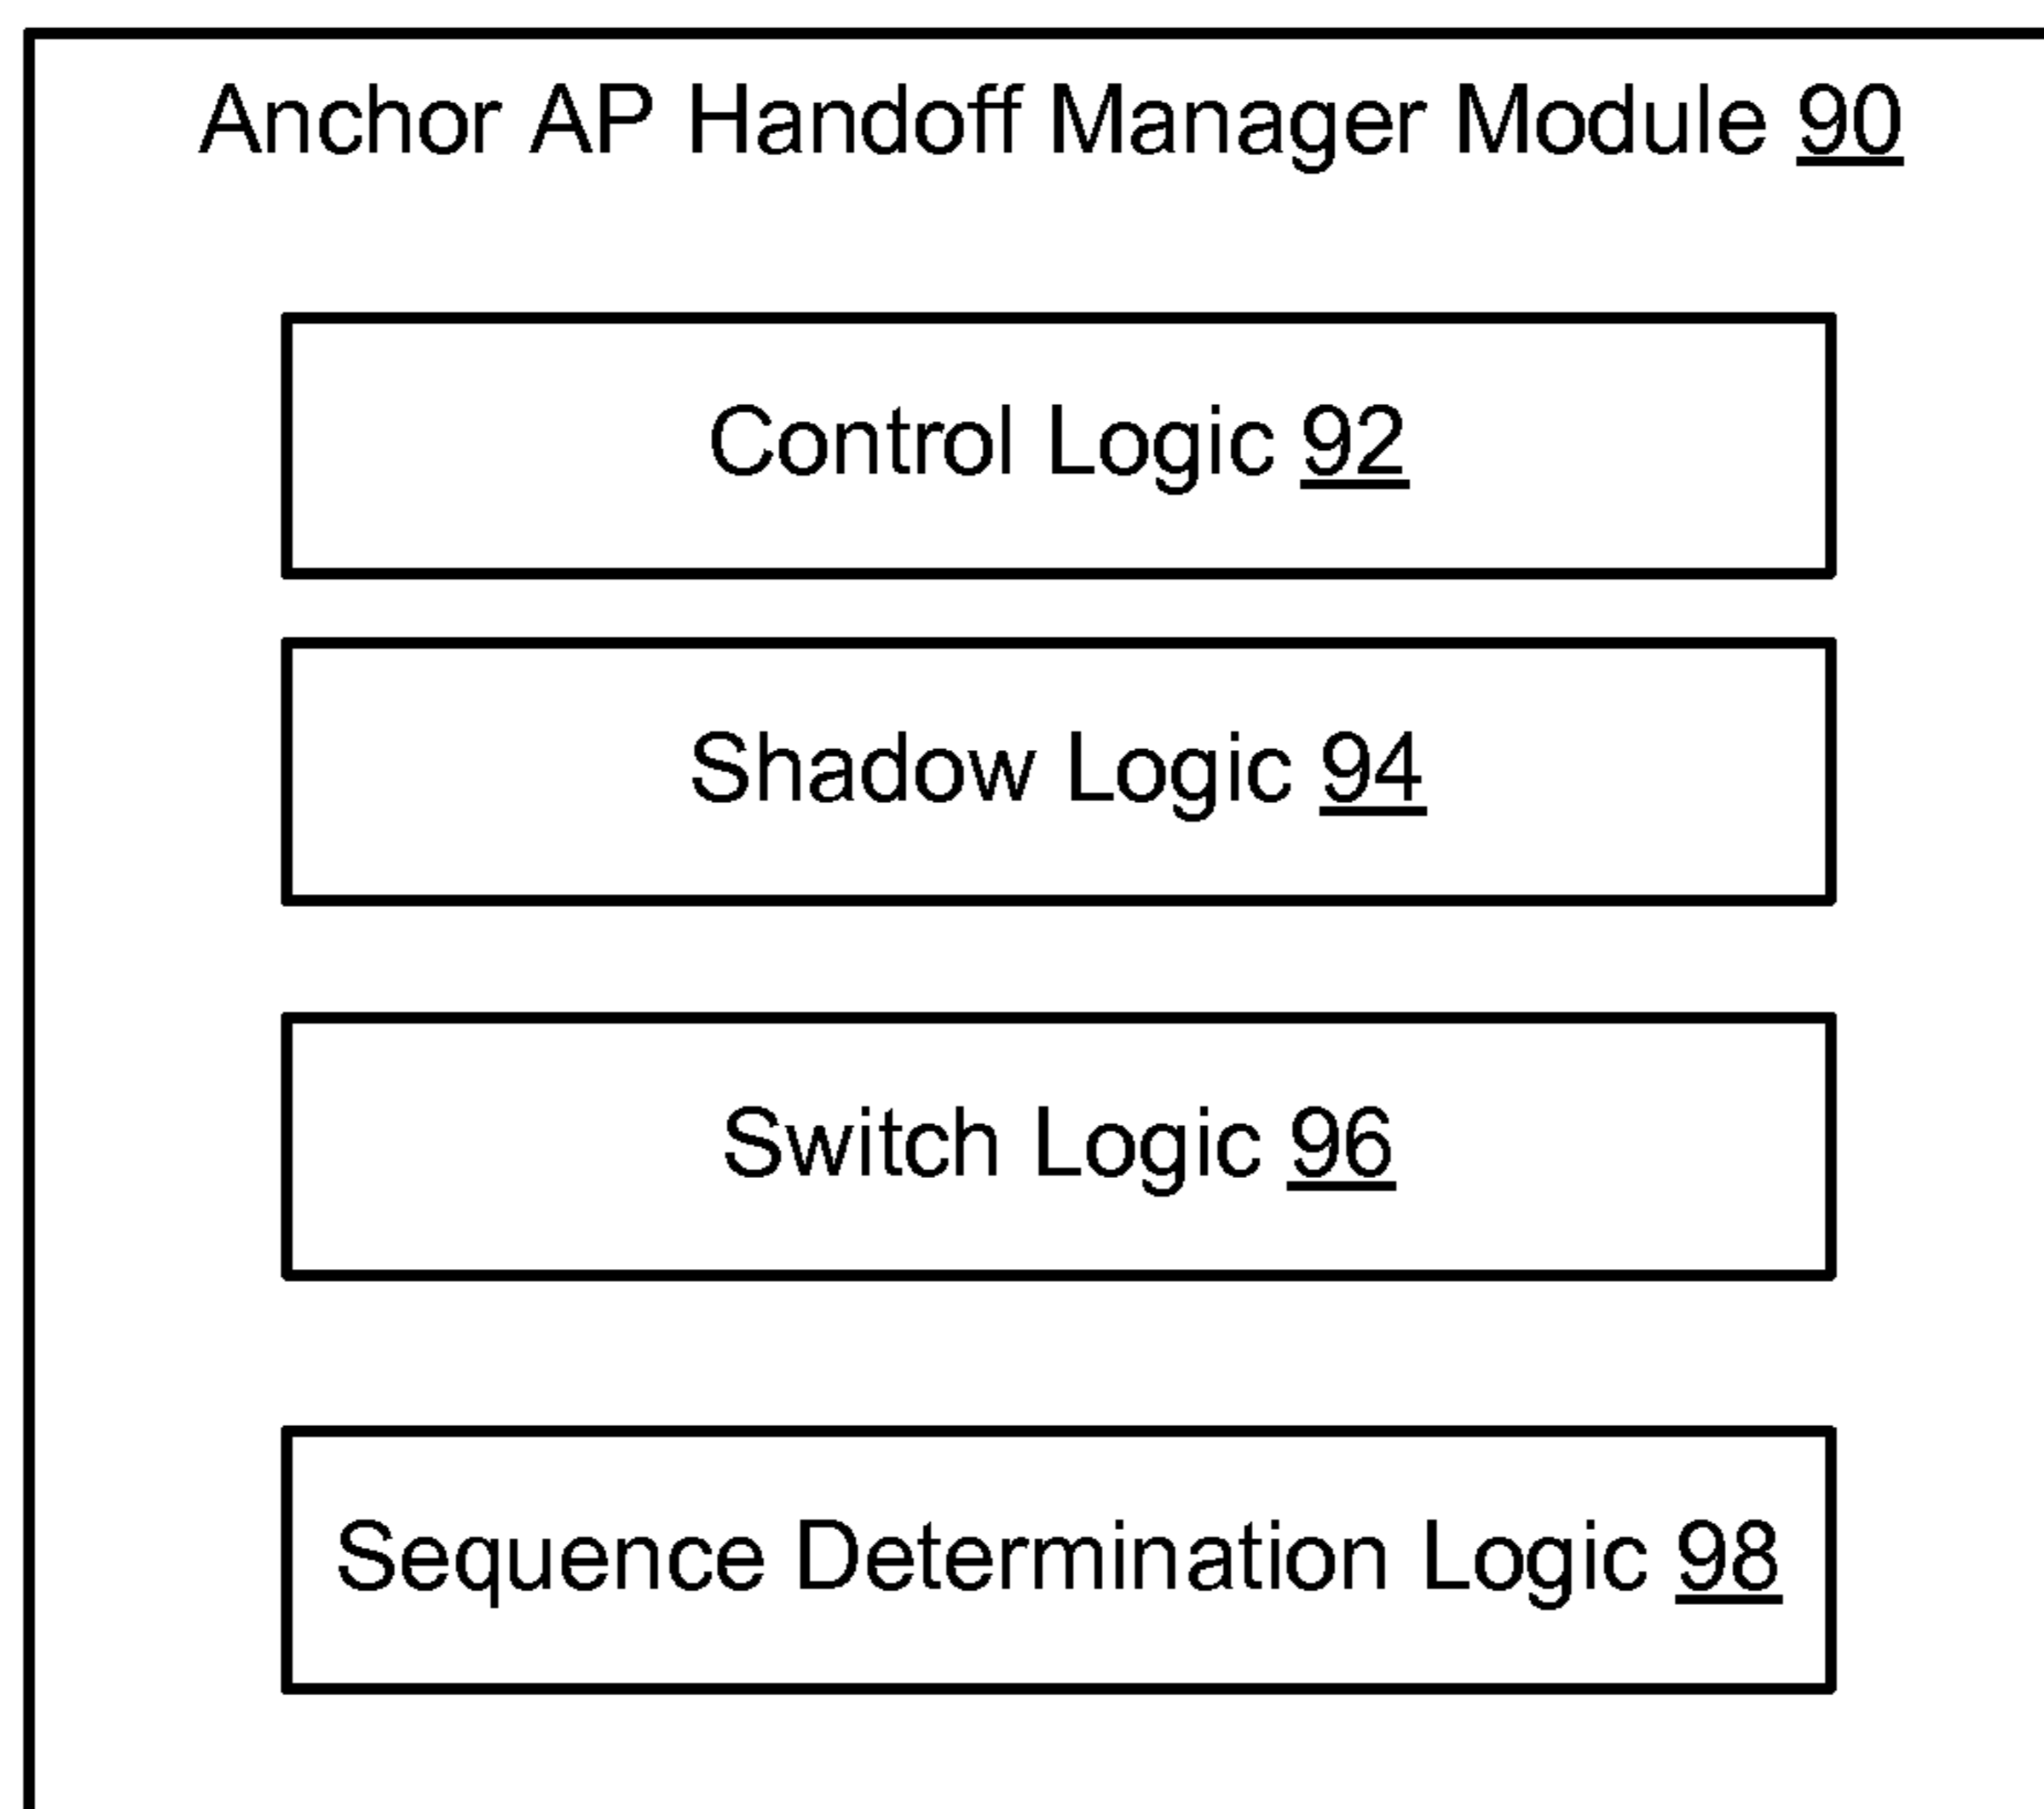 Anchor AP Handoff Manager Module 90
Control Logic 92
Shadow Logic 94
Switch Logic 96
Sequence Determination Logic 98